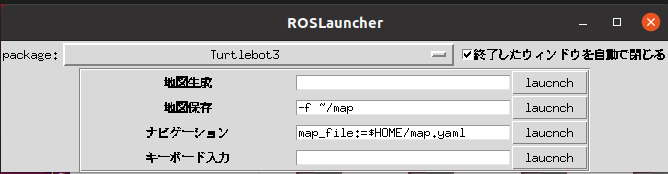 ROSLauncher
package: Turtlebot3 終了したウィンドウを自動で閉じる
地図生成 laucnch
地図保存 -f ~/map laucnch
ナビゲーション map_file:=$HOME/map.yaml laucnch
キーボード入力 laucnch